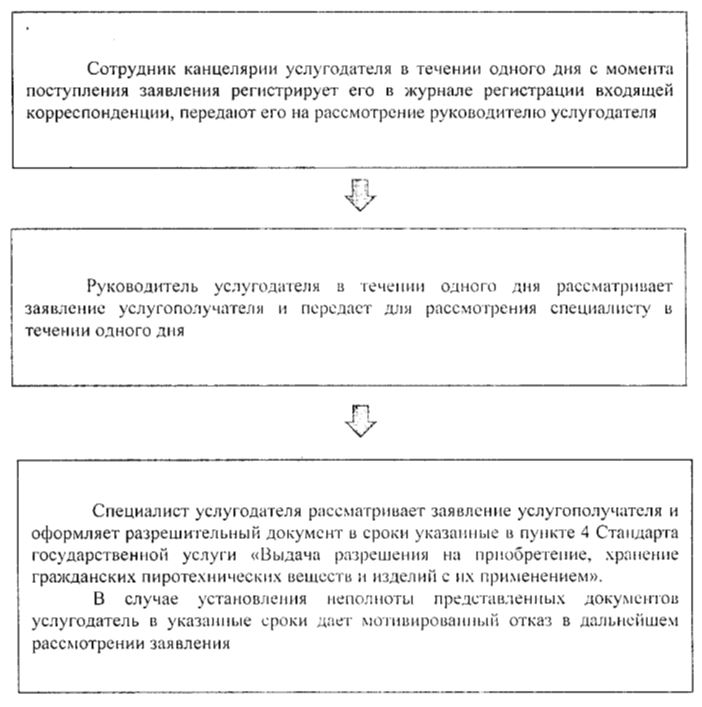 Сотрудник канцелярии услугодателя в течении одного дня с момента
поступления заявления регистрирует его в журнале регистрации входящей
корреспонденции, передают его на рассмотрение руководителю услугодателя
Руководитель услугодателя в течении одного дня рассматривает
заявление услугополучателя и передает для рассмотрения специалисту в
течении одного дня
Специалист услугодателя рассматривает заявление услугополучателя и
оформляет разрешительный документ в сроки указанные в пункте 4 Стандарта
государственной услуги «Выдача разрешения на приобретение, хранение
гражданских пиротехнических веществ и изделий с их применением».
В случае установления неполноты представленных документов
услугодатель в указанные сроки дает мотивированный отказ в дальнейшем
рассмотрении заявления